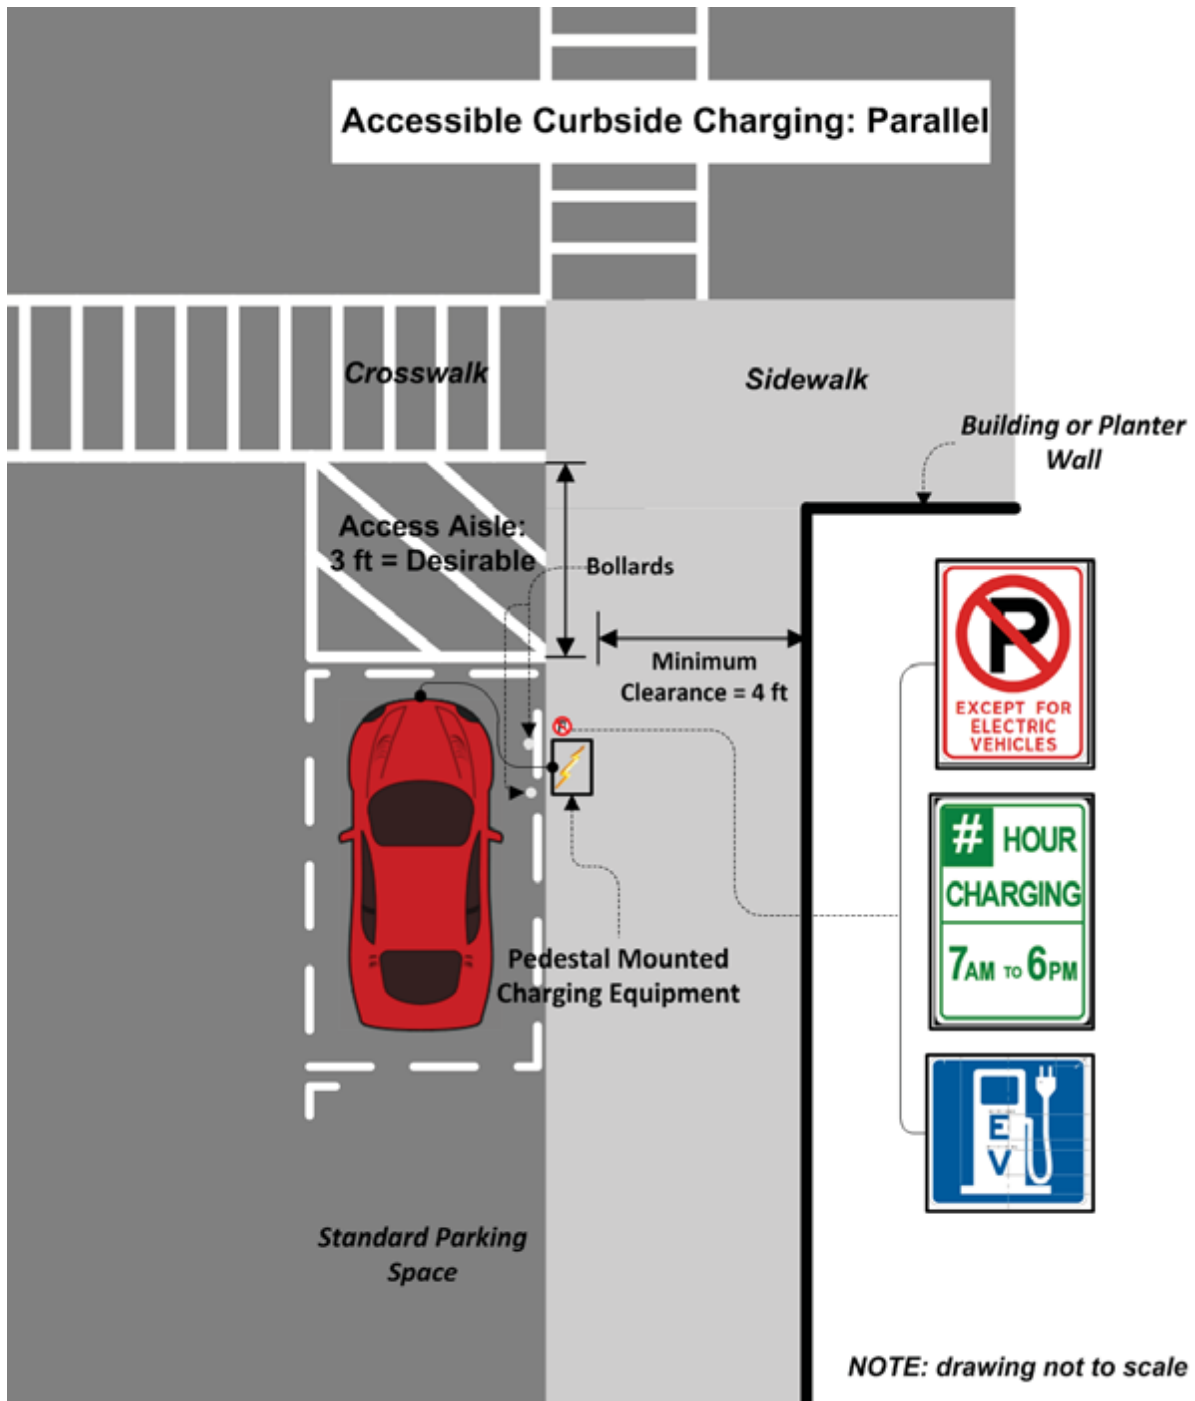 Accessible Curbside Charging: Parallel
Crosswalk
Sidewalk
Building or Planter
Wall
Access Aisle:
3 ft = Desirable
Bollards
Minimum
Clearance = 4 ft
P
EXCEPT FOR
ELECTRIC
VEHICLES
# HOUR
CHARGING
7AM TO 6PM
Pedestal Mounted
Charging Equipment
E
V
Standard Parking
Space
NOTE: drawing not to scale